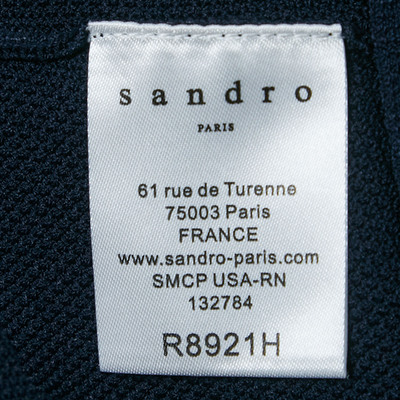 sandro
PARIS
61 rue de Turenne
75003 Paris
FRANCE
www.sandro-paris.com
SMCP USA-RN
132784
R8921H